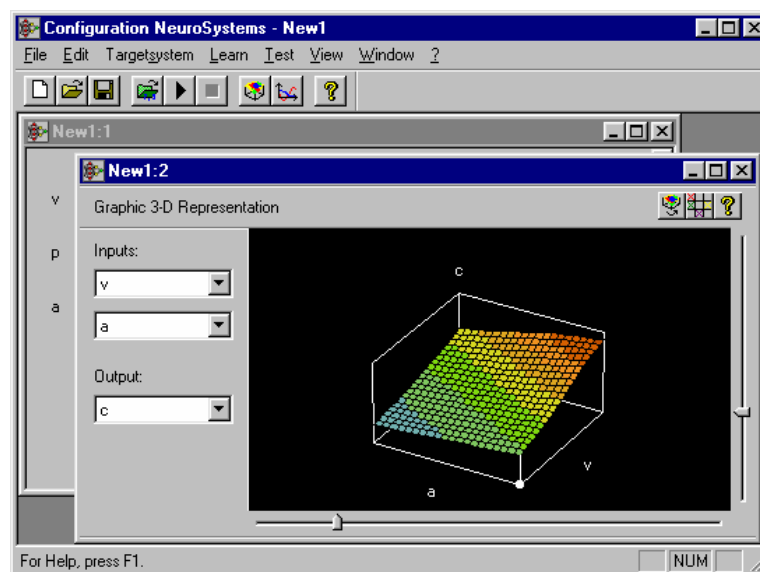 Configuration NeuroSystems - New1
File Edit Targetsystem Learn Test View Window ?
New1:1
New1:2
Graphic 3-D Representation
v
p
a
Inputs:
v
a
Output:
c
c
v
a
For Help, press F1.
NUM